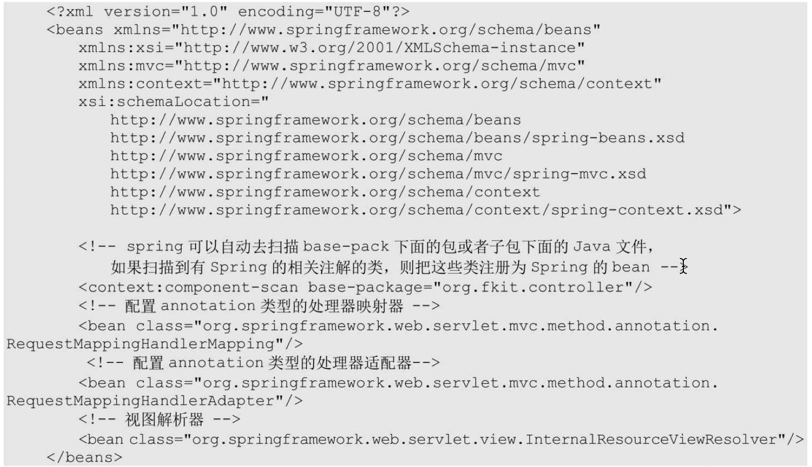 <?xml version="1.0" encoding="UTF-8"?>
<beans xmlns="http://www.springframework.org/schema/beans"
xmlns:xsi="http://www.w3.org/2001/XMLSchema-instance"
xmlns:mvc="http://www.springframework.org/schema/mvc"
xmlns:context="http://www.springframework.org/schema/context"
xsi:schemaLocation="
http://www.springframework.org/schema/beans
http://www.springframework.org/schema/beans/spring-beans.xsd
http://www.springframework.org/schema/mvc
http://www.springframework.org/schema/mvc/spring-mvc.xsd
http://www.springframework.org/schema/context
http://www.springframework.org/schema/context/spring-context.xsd">
<!-- spring 可以自动去扫描 base-pack 下面的包或者子包下面的 Java 文件，
如果扫描到有 Spring 的相关注解的类，则把这些类注册为 Spring 的 bean -->
<context:component-scan base-package="org.fkit.controller"/>
<!-- 配置 annotation 类型的处理器映射器 -->
<bean class="org.springframework.web.servlet.mvc.method.annotation.
RequestMappingHandlerMapping"/>
<!-- 配置 annotation 类型的处理器适配器-->
<bean class="org.springframework.web.servlet.mvc.method.annotation.
RequestMappingHandlerAdapter"/>
<!-- 视图解析器 -->
<bean class="org.springframework.web.servlet.view.InternalResourceViewResolver"/>
</beans>